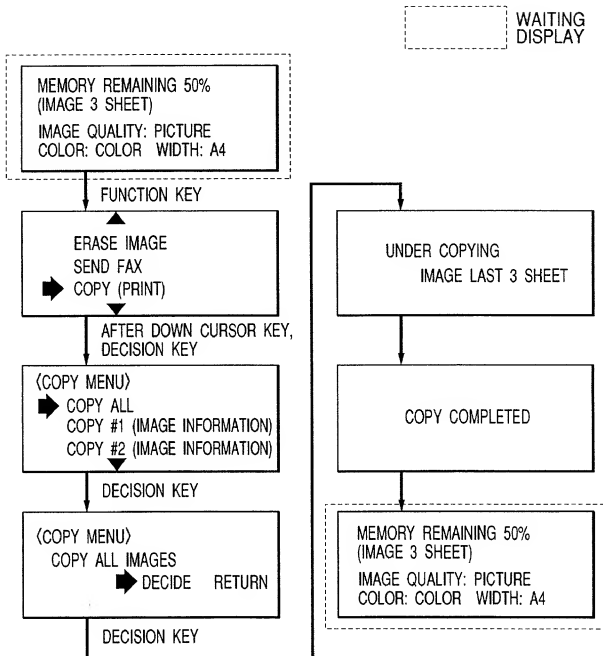 WAITING
DISPLAY
MEMORY REMAINING 50%
(IMAGE 3 SHEET)
IMAGE QUALITY: PICTURE
COLOR: COLOR WIDTH: A4
FUNCTION KEY
ERASE IMAGE
SEND FAX
COPY (PRINT)
AFTER DOWN CURSOR KEY,
DECISION KEY
〈COPY MENU〉
COPY ALL
COPY #1 (IMAGE INFORMATION)
COPY #2 (IMAGE INFORMATION)
DECISION KEY
〈COPY MENU〉
COPY ALL IMAGES
DECIDE RETURN
DECISION KEY
UNDER COPYING
IMAGE LAST 3 SHEET
COPY COMPLETED
MEMORY REMAINING 50%
(IMAGE 3 SHEET)
IMAGE QUALITY: PICTURE
COLOR: COLOR WIDTH: A4